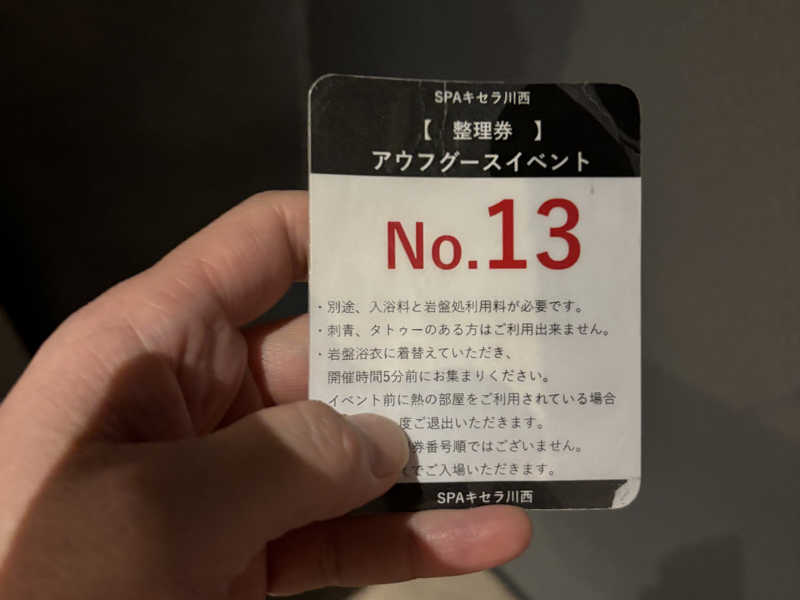 SPAキセラ川西
【 整理券 】
アウフグースイベント
No.13
・別途、入浴料と岩盤処利用料が必要です。
・刺青、タトゥーのある方はご利用出来ません。
・岩盤浴衣に着替えていただき、
開催時間5分前にお集まりください。
イベント前に熱の部屋をご利用されている場合
度ご退出いただきます。
券番号順ではございません。
でご入場いただきます。
SPAキセラ川西